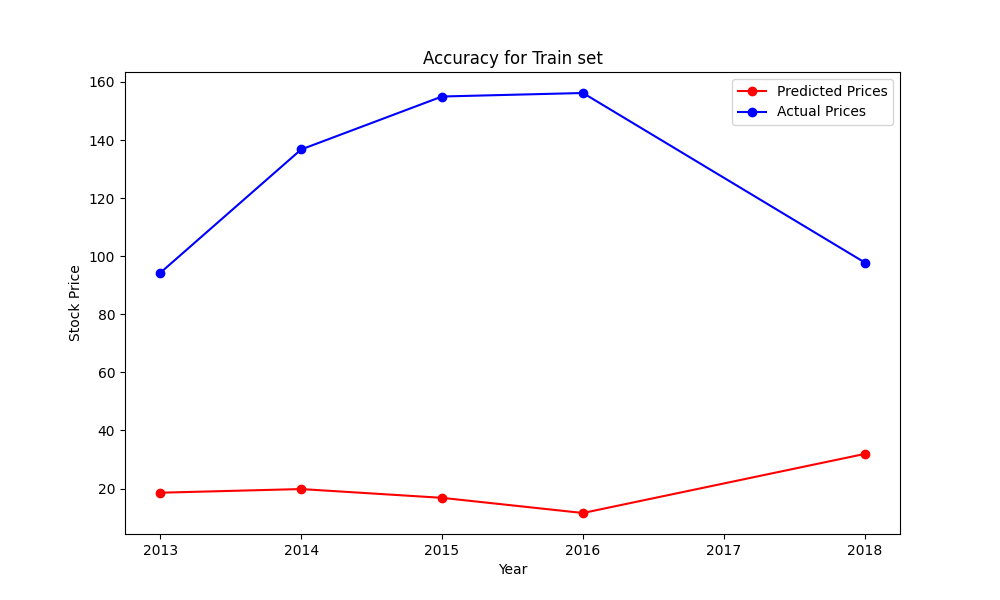 Accuracy for Train set
Predicted Prices
Actual Prices
160
140
120
100
80
60
40
20
Stock Price
2013 2014 2015 2016 2017 2018
Year